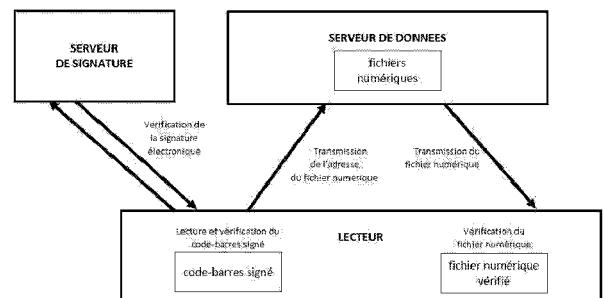 SERVEUR
DE SIGNATURE
SERVEUR DE DONNEES
fichiers
numériques
Vérification de
la signature
électronique
Transmission
de l'adresse
du fichier numérique
Transmission du
fichier numérique
Lecture et vérification du
code-barres signé
LECTEUR
Vérification du
fichier numérique
code-barres signé
fichier numérique
vérifié